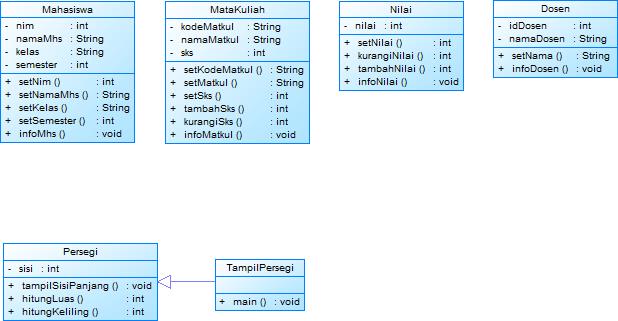 Mahasiswa
- nim : int
- namaMhs : String
- kelas : String
- semester : int
+ setNim () : int
+ setNamaMhs () : String
+ setKelas () : String
+ setSemester () : int
+ infoMhs () : void
MataKuliah
- kodeMatkul : String
- namaMatkul : String
- sks : int
+ setKodeMatkul () : String
+ setMatkul () : String
+ setSks () : int
+ tambahSks () : int
+ kurangiSks () : int
+ infoMatkul () : void
Nilai
- nilai : int
+ setNilai () : int
+ kurangiNilai () : int
+ tambahNilai () : int
+ infoNilai () : void
Dosen
- idDosen : int
- namaDosen : String
+ setNama () : String
+ infoDosen () : void
Persegi
- sisi : int
+ tampilSisiPanjang () : void
+ hitungLuas () : int
+ hitungKeliling () : int
TampilPersegi
+ main () : void